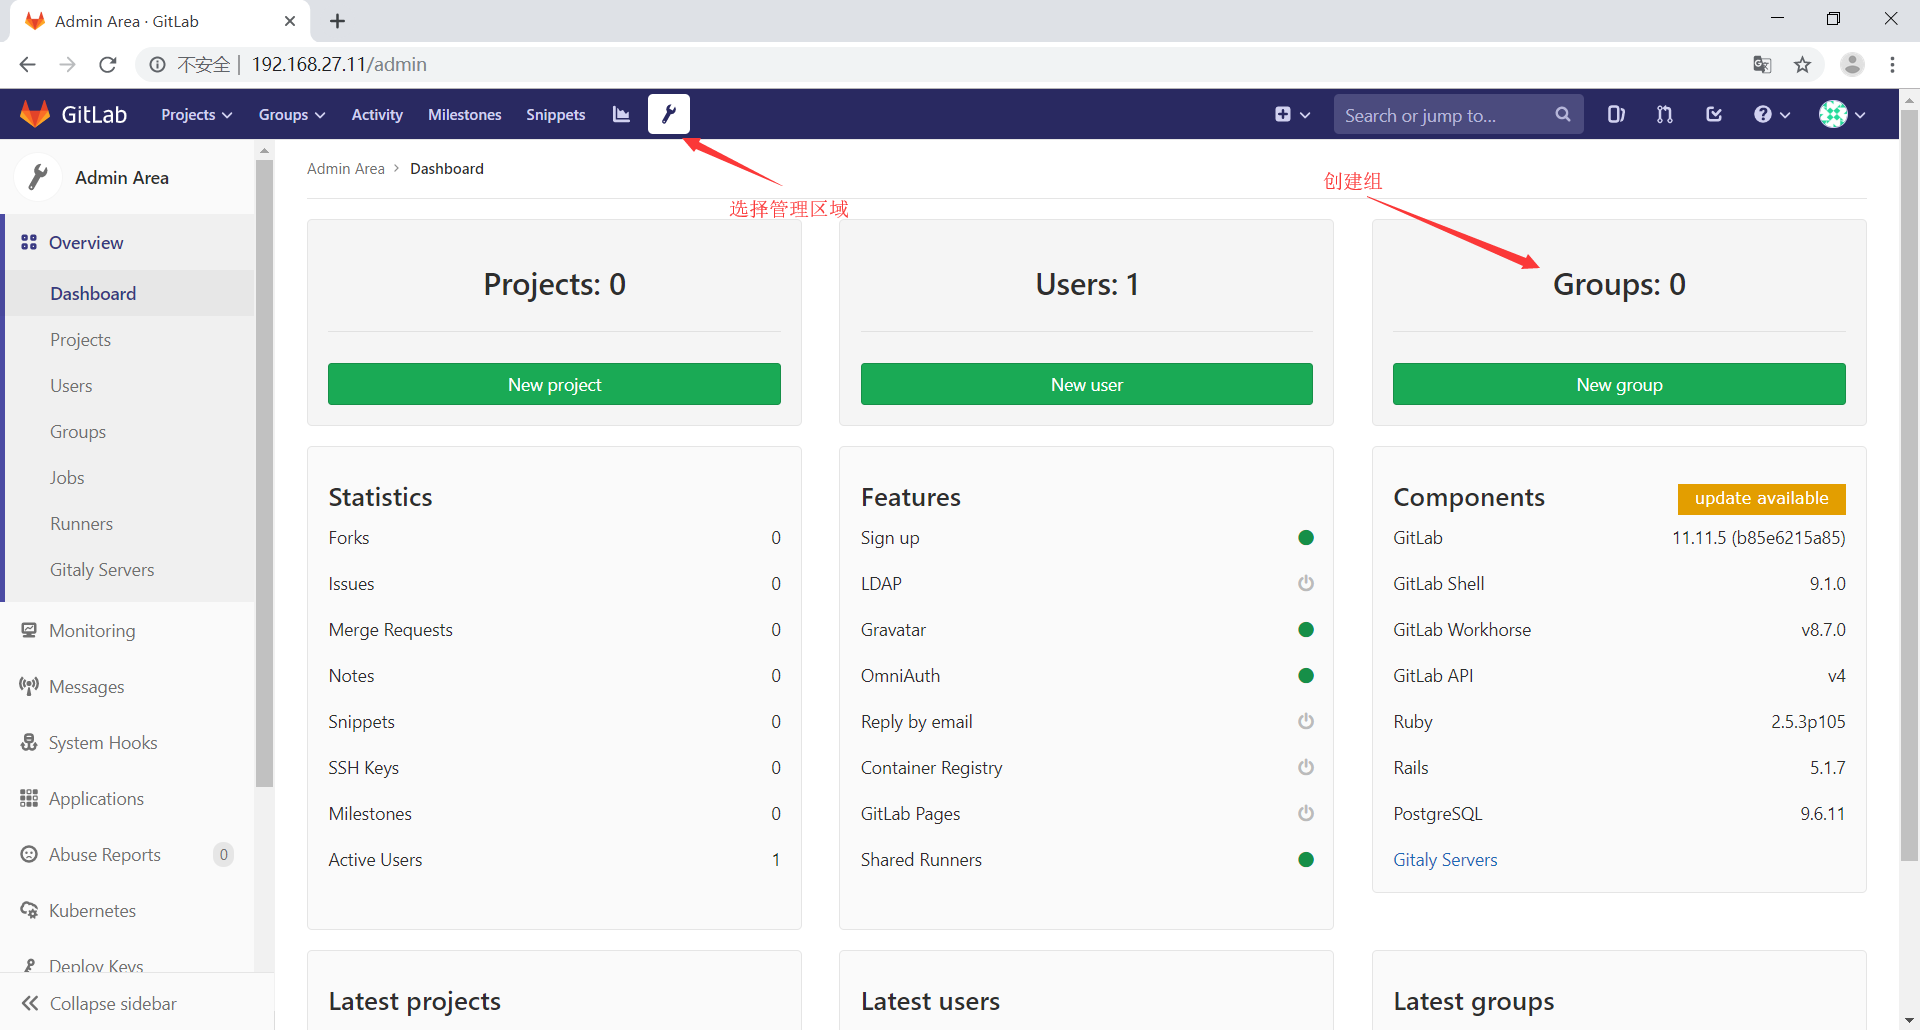 Admin Area · GitLab
不安全 | 192.168.27.11/admin
GitLab Projects Groups Activity Milestones Snippets Search or jump to...
Admin Area
Overview
Dashboard
Projects
Users
Groups
Jobs
Runners
Gitaly Servers
Monitoring
Messages
System Hooks
Applications
Abuse Reports 0
Kubernetes
Deploy Keys
Collapse sidebar
Admin Area > Dashboard
选择管理区域
创建组
Projects: 0
New project
Users: 1
New user
Groups: 0
New group
Statistics
Forks 0
Issues 0
Merge Requests 0
Notes 0
Snippets 0
SSH Keys 0
Milestones 0
Active Users 1
Features
Sign up
LDAP
Gravatar
OmniAuth
Reply by email
Container Registry
GitLab Pages
Shared Runners
Components update available
GitLab 11.11.5 (b85e6215a85)
GitLab Shell 9.1.0
GitLab Workhorse v8.7.0
GitLab API v4
Ruby 2.5.3p105
Rails 5.1.7
PostgreSQL 9.6.11
Gitaly Servers
Latest projects
Latest users
Latest groups